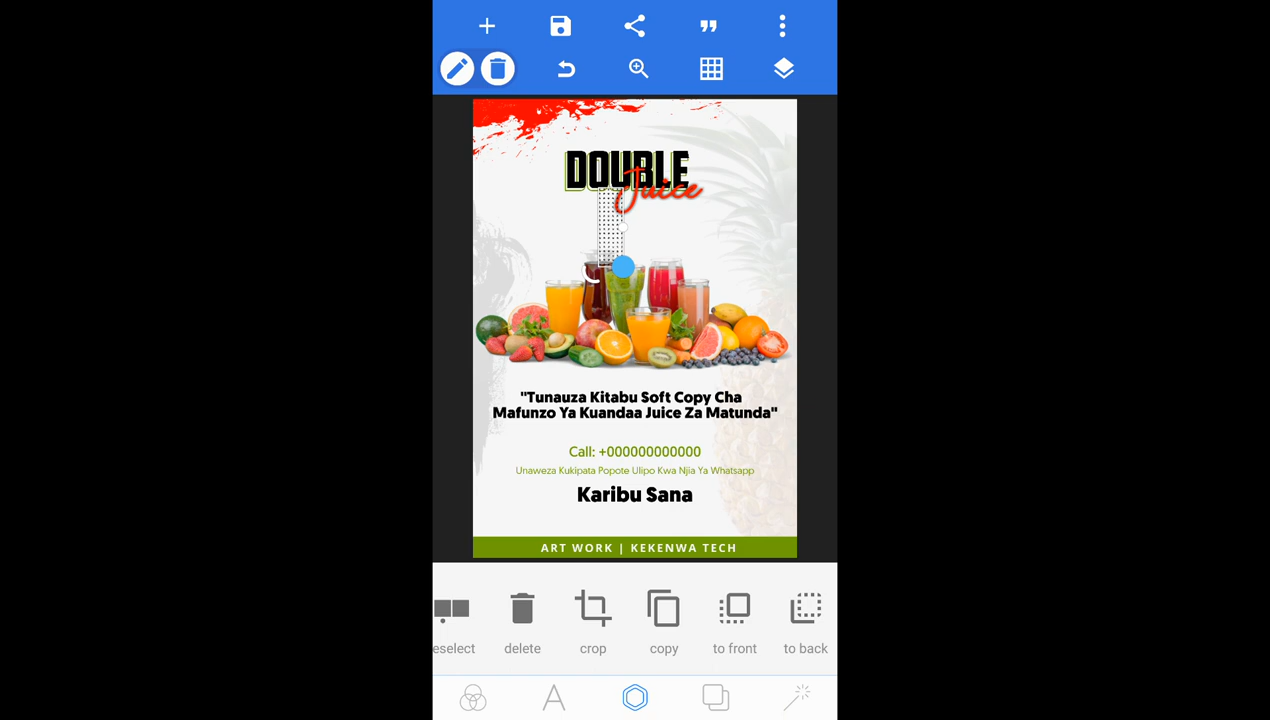 DOUBLE
Juice
"Tunauza Kitabu Soft Copy Cha
Mafunzo Ya Kuandaa Juice Za Matunda"
Call: +000000000000
Unaweza Kukipata Popote Ulipo Kwa Njia Ya Whatsapp
Karibu Sana
ART WORK | KEKENWA TECH
eselect delete crop copy to front to back